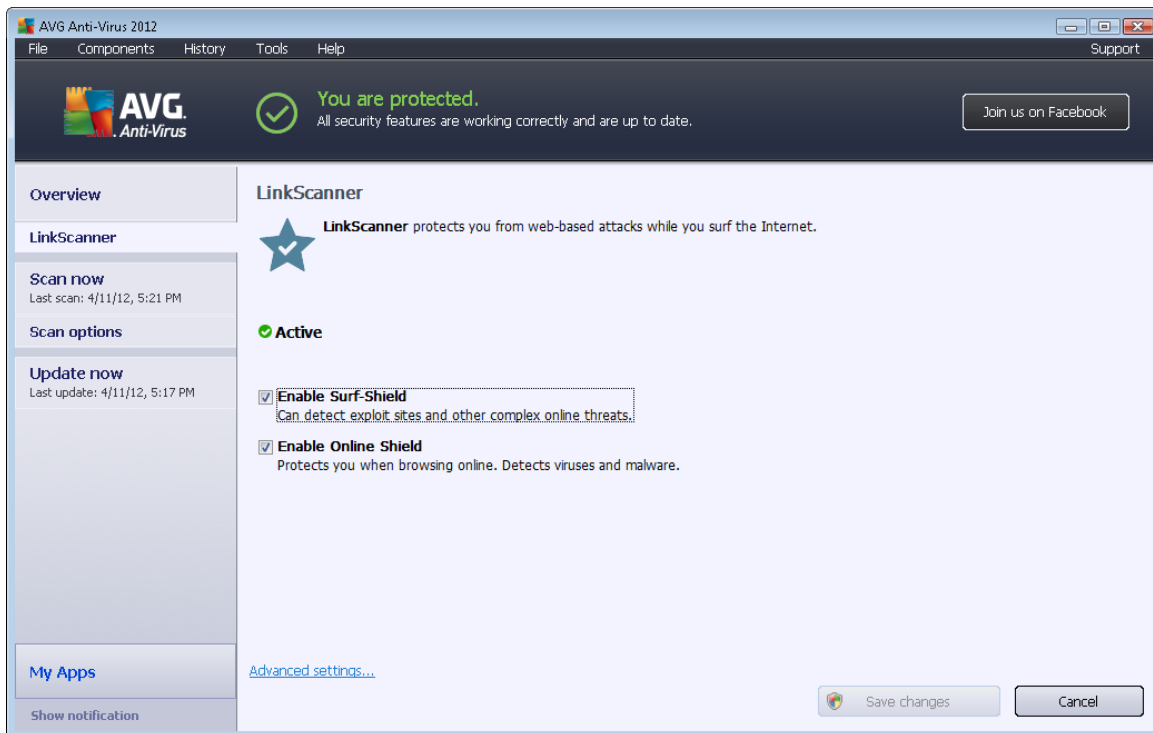 AVG Anti-Virus 2012
File Components History Tools Help Support
AVG.
Anti-Virus
You are protected.
All security features are working correctly and are up to date.
Join us on Facebook
Overview
LinkScanner
Scan now
Last scan: 4/11/12, 5:21 PM
Scan options
Update now
Last update: 4/11/12, 5:17 PM
My Apps
Show notification
LinkScanner
LinkScanner protects you from web-based attacks while you surf the Internet.
Active
Enable Surf-Shield
Can detect exploit sites and other complex online threats.
Enable Online Shield
Protects you when browsing online. Detects viruses and malware.
Advanced settings...
Save changes
Cancel